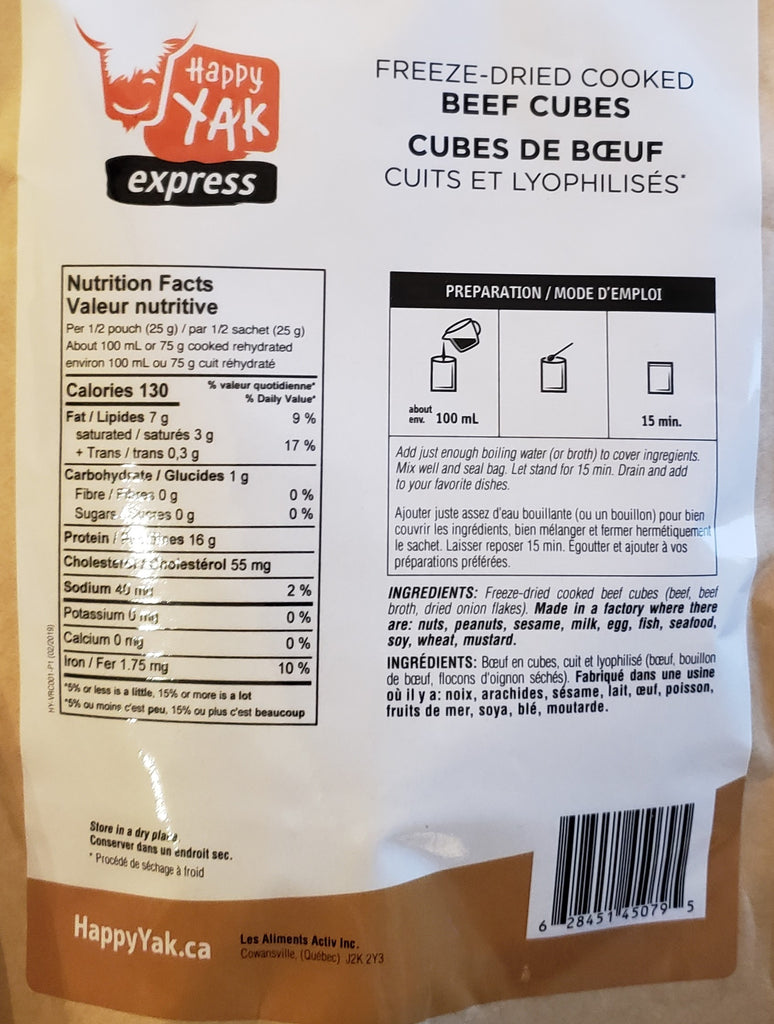 Happy
YAK
express
FREEZE-DRIED COOKED
BEEF CUBES
CUBES DE BŒUF
CUITS ET LYOPHILISÉS*
Nutrition Facts
Valeur nutritive
Per 1/2 pouch (25 g) / par 1/2 sachet (25 g)
About 100 mL or 75 g cooked rehydrated
environ 100 mL ou 75 g cuit réhydraté
Calories 130
% valeur quotidienne*
% Daily Value*
Fat / Lipides 7 g 9 %
saturated / saturés 3 g
+ Trans / trans 0,3 g 17 %
Carbohydrate / Glucides 1 g
Fibre / Fibres 0 g 0 %
Sugars / Sucres 0 g 0 %
Protein / 16 g
Cholesterol / Cholestérol 55 mg
Sodium 40 mg 2 %
Potassium 0 mg 0 %
Calcium 0 mg 0 %
Iron / Fer 1.75 mg 10 %
*5% or less is a little, 15% or more is a lot
*5% ou moins c'est peu, 15% ou plus c'est beaucoup
HY-VRC001-P1 (02/2019)
PREPARATION / MODE D'EMPLOI
about
env. 100 mL
15 min.
Add just enough boiling water (or broth) to cover ingregients.
Mix well and seal bag. Let stand for 15 min. Drain and add
to your favorite dishes.
Ajouter juste assez d'eau bouillante (ou un bouillon) pour bien
couvrir les ingrédients, bien mélanger et fermer hermétiquement
le sachet. Laisser reposer 15 min. Égoutter et ajouter à vos
préparations préférées.
INGREDIENTS: Freeze-dried cooked beef cubes (beef, beef
broth, dried onion flakes). Made in a factory where there
are: nuts, peanuts, sesame, milk, egg, fish, seafood,
soy, wheat, mustard.
INGRÉDIENTS: Bœuf en cubes, cuit et lyophilisé (bœuf, bouillon
de bœuf, flocons d'oignon séchés). Fabriqué dans une usine
où il y a: noix, arachides, sésame, lait, œuf, poisson,
fruits de mer, soya, blé, moutarde.
Store in a dry place.
Conserver dans un endroit sec.
* Procédé de séchage à froid
HappyYak.ca
Les Aliments Activ Inc.
Cowansville, (Québec) J2K 2Y3
6 28451 45079 5